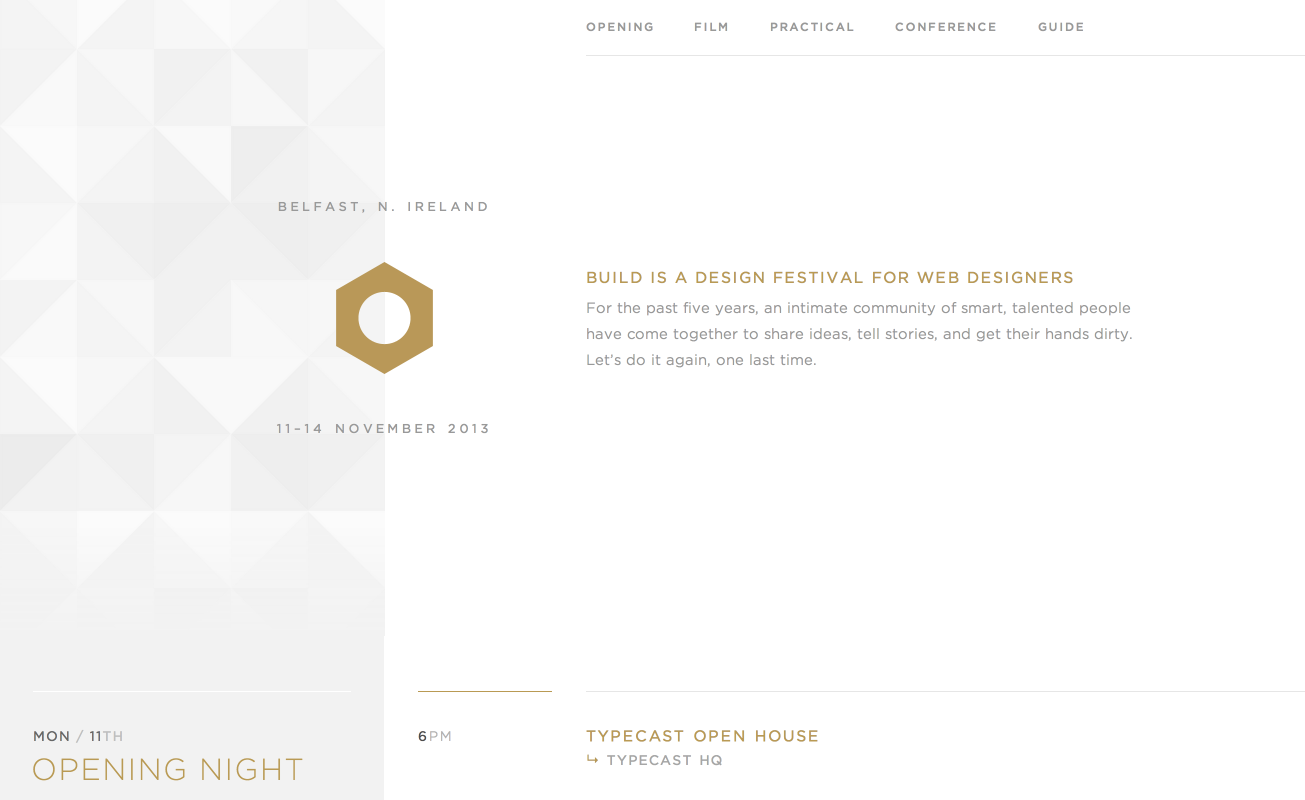 OPENING FILM PRACTICAL CONFERENCE GUIDE
BELFAST, N. IRELAND
11–14 NOVEMBER 2013
BUILD IS A DESIGN FESTIVAL FOR WEB DESIGNERS
For the past five years, an intimate community of smart, talented people
have come together to share ideas, tell stories, and get their hands dirty.
Let’s do it again, one last time.
MON / 11TH
OPENING NIGHT
6PM
TYPECAST OPEN HOUSE
↳ TYPECAST HQ